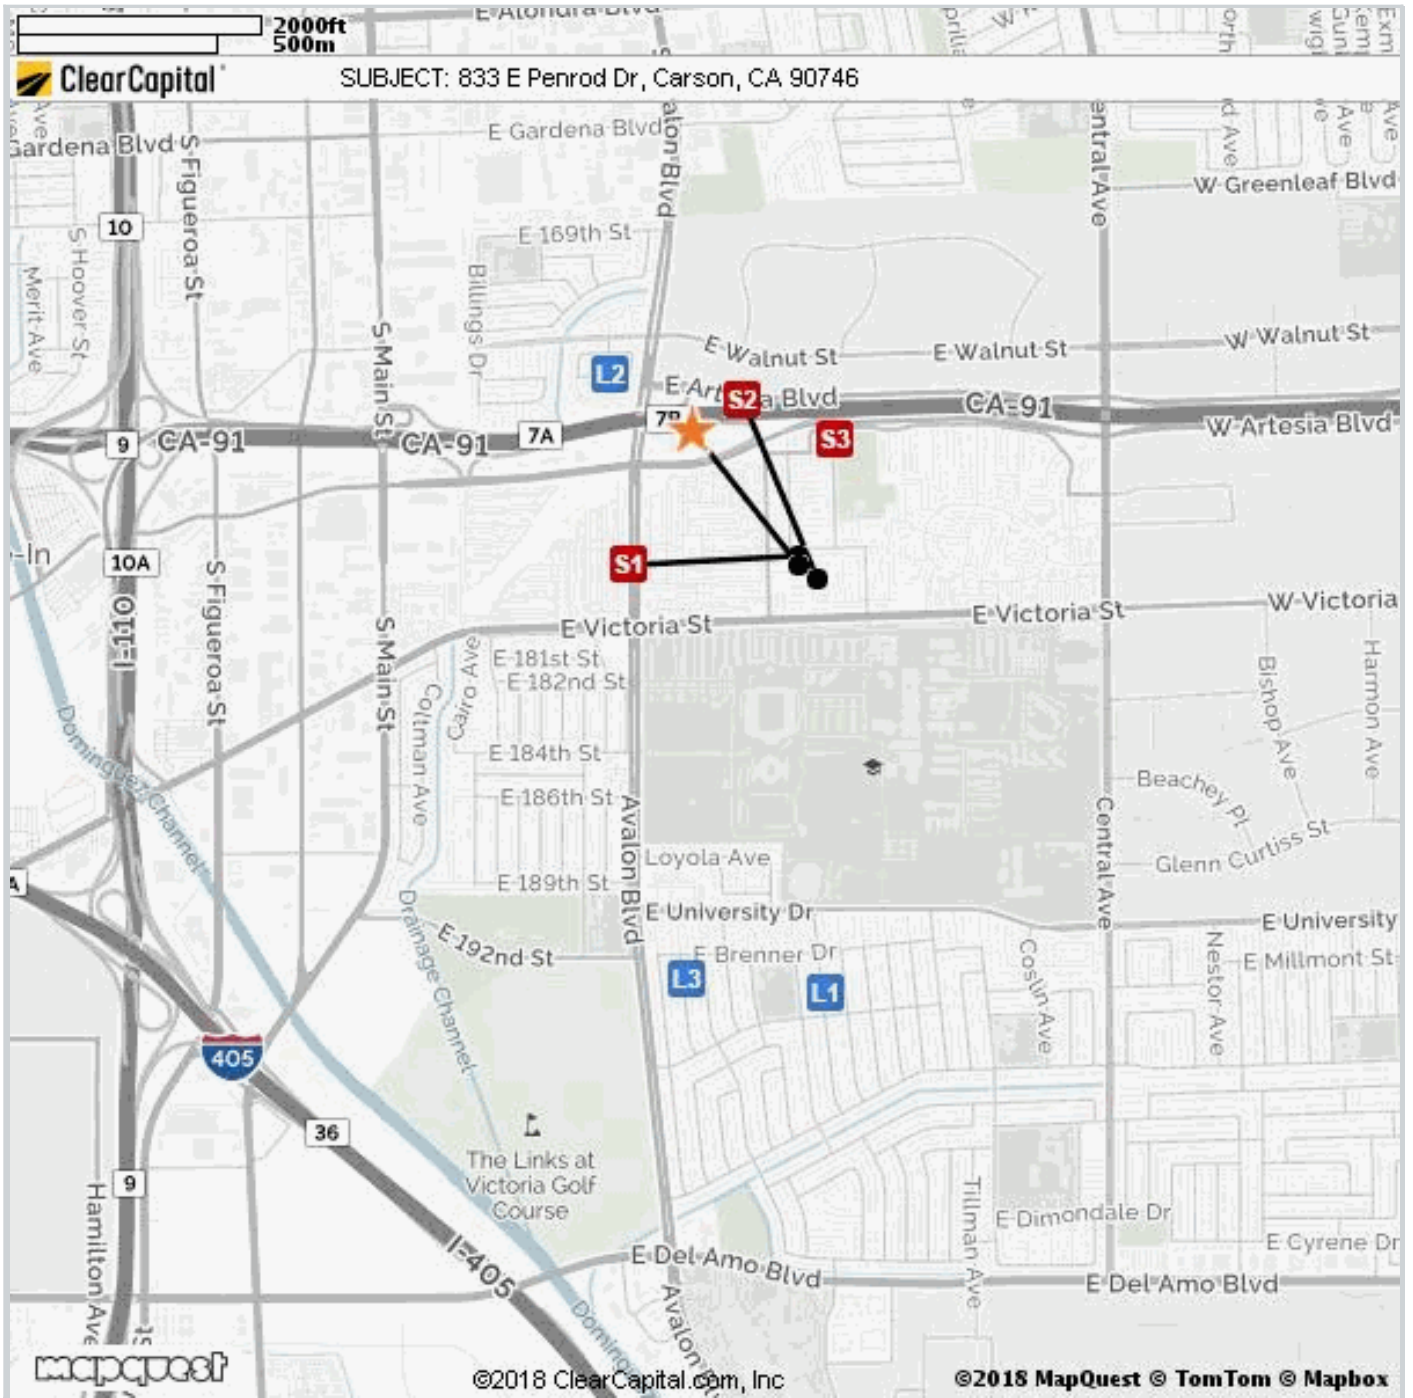 E Alondra Blvd
2000ft
500m
ClearCapital
SUBJECT: 833 E Penrod Dr, Carson, CA 90746
E Gardena Blvd
Gardena Blvd
S Figueroa St
alon Blvd
entral Ave
d Ave
Ave
W Greenleaf Blvd
10
E 169th St
S Hoover St
Merit Ave
Billings Dr
S Main St
E Walnut St
E Walnut St
W Walnut St
L2
S2
CA-91
W Artesia Blvd
S3
7A
9
CA-91
CA-91
10A
S1
I-110
S Figueroa St
S Main St
E Victoria St
E Victoria St
W Victoria
E 181st St
E 182nd St
Cairo Ave
Coltman Ave
Bishop Ave
Harmon Ave
Dominguez Channel
E 184th St
E 186th St
Avalon Blvd
Central Ave
Beachey Pl
Glenn Curtiss St
Loyola Ave
E 189th St
E University Dr
E University
E 192nd St
E Brenner Dr
E Millmont St
Drainage Channel
L3
L1
Coslin Ave
Nestor Ave
405
36
The Links at
Victoria Golf
Course
9
Hamilton Ave
Tillman Ave
E Dimondale Dr
E Cyrene Dr
I-405
E Del Amo Blvd
E Del Amo Blvd
mapquest
©2018 ClearCapital.com, Inc
©2018 MapQuest © TomTom © Mapbox